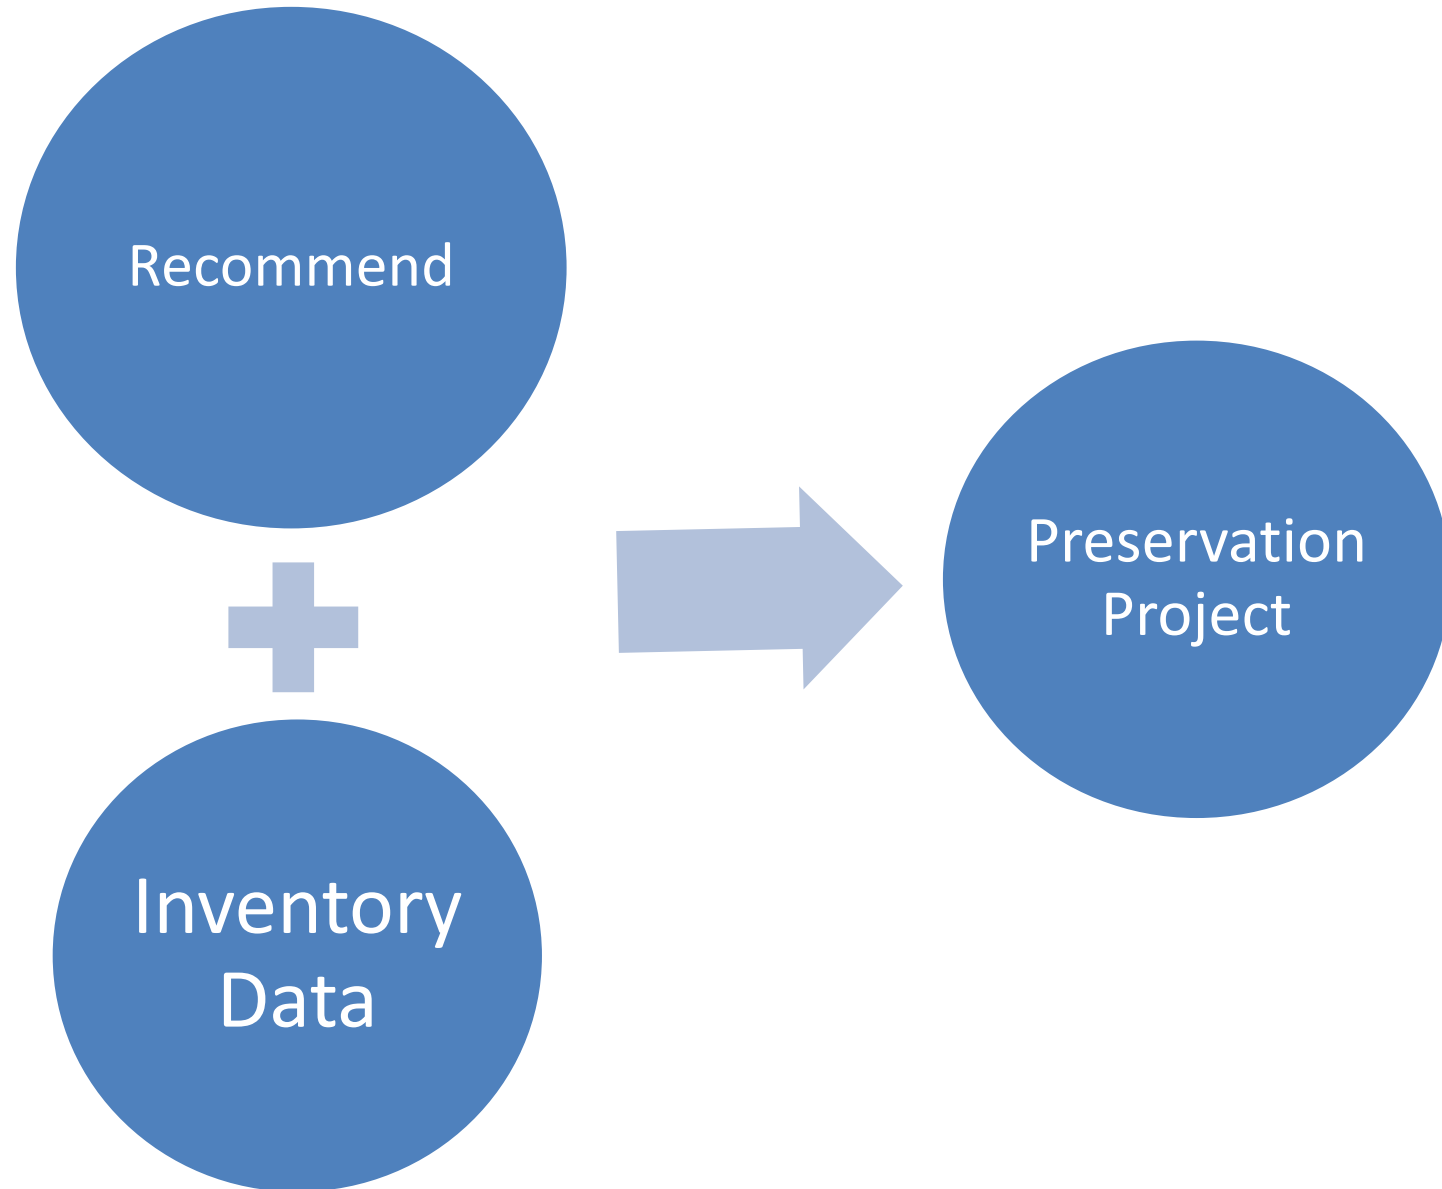 Recommend
Inventory
Data
Preservation
Project